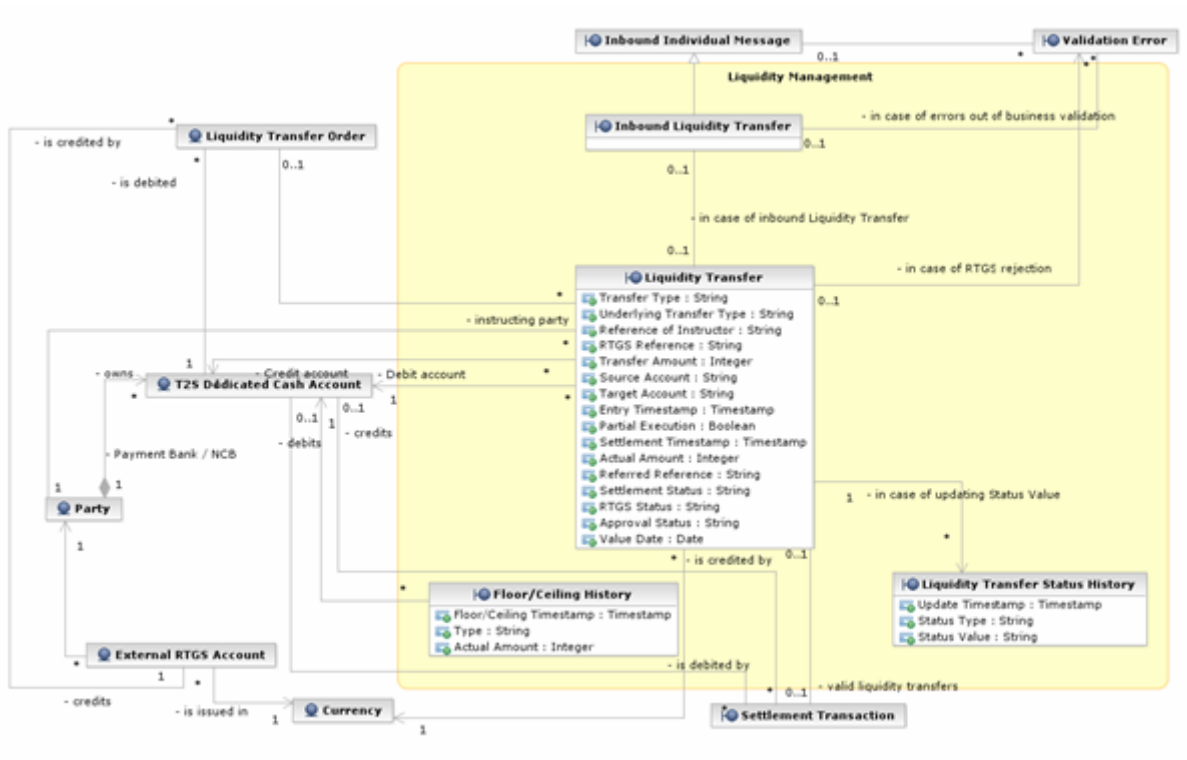 Inbound Individual Message
Validation Error
0..1
*
*
Liquidity Management
*
Liquidity Transfer Order
- is credited by
Inbound Liquidity Transfer
- in case of errors out of business validation
0..1
*
0..1
0..1
- is debited
- in case of inbound Liquidity Transfer
0..1
Liquidity Transfer
- in case of RTGS rejection
0..1
*
Transfer Type : String
Underlying Transfer Type : String
- instructing party
Reference of Instructor : String
*
RTGS Reference : String
1
Transfer Amount : Integer
- owns
- Credit account
- Debit account
*
Source Account : String
T2S Dedicated Cash Account
Target Account : String
*
1
*
Entry Timestamp : Timestamp
0..1
0..1
1
Partial Execution : Boolean
- credits
- debits
Settlement Timestamp : Timestamp
- Payment Bank / NCB
Actual Amount : Integer
Referred Reference : String
1
1
Settlement Status : String
1
- in case of updating Status Value
Party
RTGS Status : String
Approval Status : String
Value Date : Date
*
1
*
- is credited by
0..1
*
Floor/Ceiling History
Liquidity Transfer Status History
Floor/Ceiling Timestamp : Timestamp
Update Timestamp : Timestamp
Type : String
Status Type : String
Actual Amount : Integer
Status Value : String
External RTGS Account
*
- is debited by
1
*
- credits
- is issued in
1
Currency
1
*
0..1
- valid liquidity transfers
Settlement Transaction